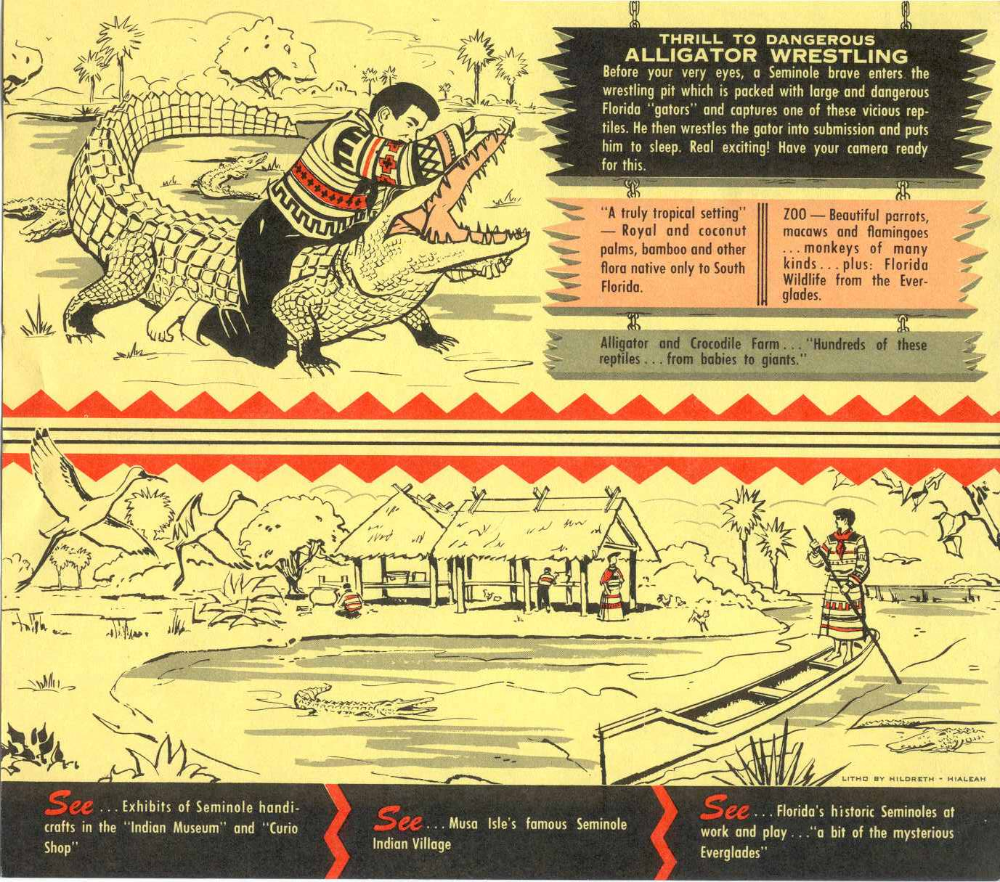 THRILL TO DANGEROUS
ALLIGATOR WRESTLING
Before your very eyes, a Seminole brave enters the
wrestling pit which is packed with large and dangerous
Florida "gators" and captures one of these vicious rep-
tiles. He then wrestles the gator into submission and puts
him to sleep. Real exciting! Have your camera ready
for this.
"A truly tropical setting"
— Royal and coconut
palms, bamboo and other
flora native only to South
Florida.
ZOO — Beautiful parrots,
macaws and flamingoes
...monkeys of many
kinds...plus: Florida
Wildlife from the Ever-
glades.
Alligator and Crocodile Farm... "Hundreds of these
reptiles...from babies to giants."
LITHO BY HILDRETH - HIALEAH
See ...Exhibits of Seminole handi-
crafts in the "Indian Museum" and "Curio
Shop"
See... Musa Isle's famous Seminole
Indian Village
See ...Florida's historic Seminoles at
work and play..."a bit of the mysterious
Everglades"